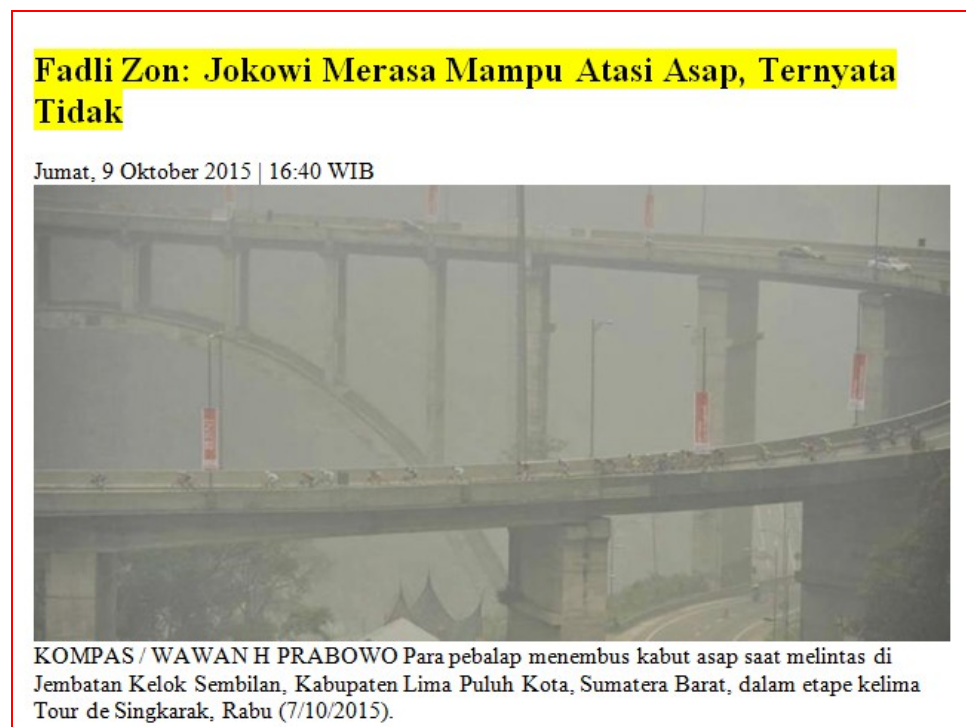 Fadli Zon: Jokowi Merasa Mampu Atasi Asap, Ternyata
Tidak
Jumat, 9 Oktober 2015 | 16:40 WIB
KOMPAS / WAWAN H PRABOWO Para pebalap menembus kabut asap saat melintas di
Jembatan Kelok Sembilan, Kabupaten Lima Puluh Kota, Sumatera Barat, dalam etape kelima
Tour de Singkarak, Rabu (7/10/2015).